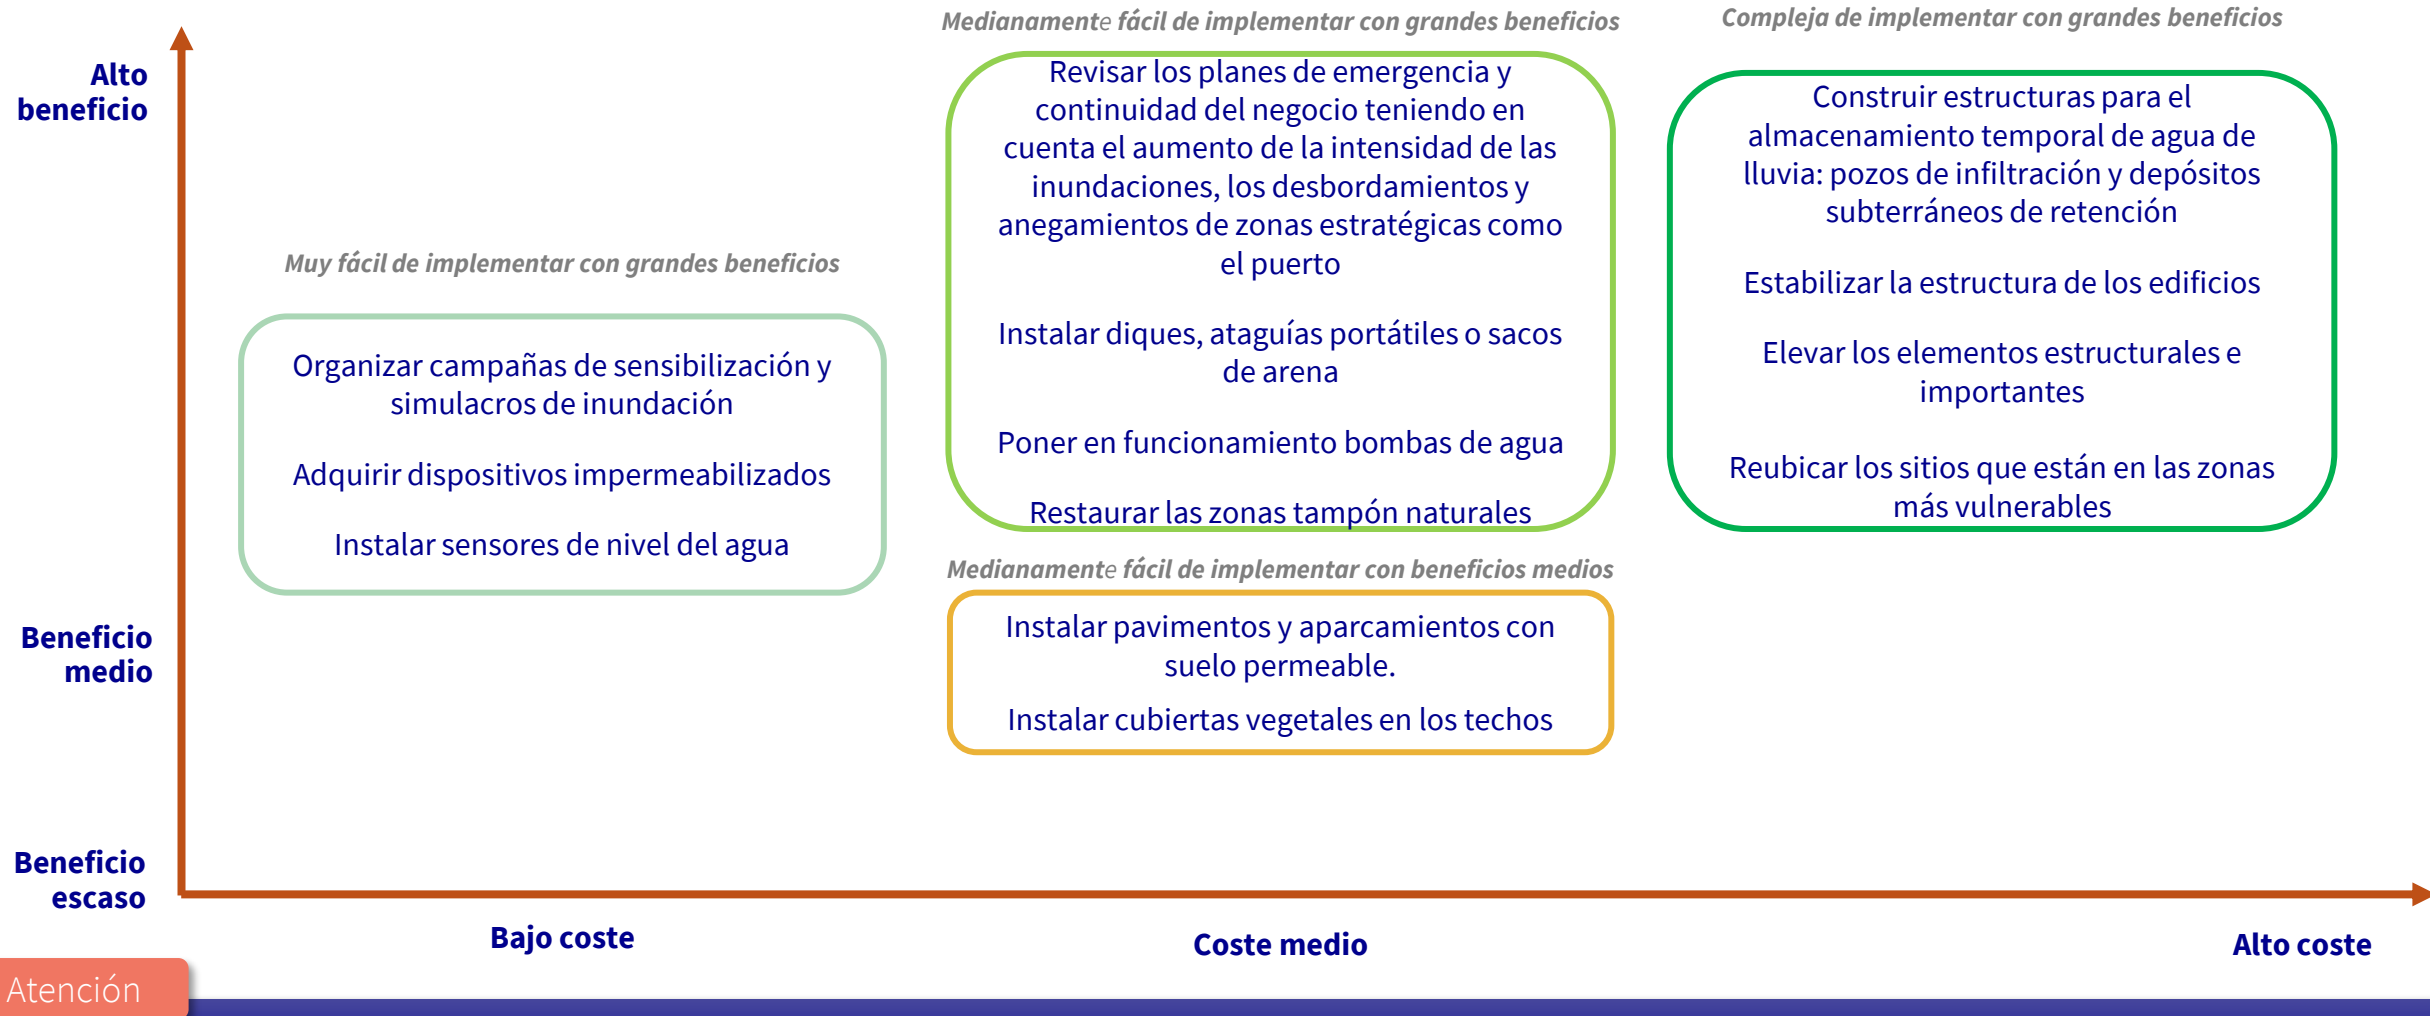 Medianamente fácil de implementar con grandes beneficios
Compleja de implementar con grandes beneficios
Alto
beneficio
Revisar los planes de emergencia y
continuidad del negocio teniendo en
cuenta el aumento de la intensidad de las
inundaciones, los desbordamientos y
anegamientos de zonas estratégicas como
el puerto
Instalar diques, ataguías portátiles o sacos
de arena
Poner en funcionamiento bombas de agua
Restaurar las zonas tampón naturales
Construir estructuras para el
almacenamiento temporal de agua de
lluvia: pozos de infiltración y depósitos
subterráneos de retención
Estabilizar la estructura de los edificios
Elevar los elementos estructurales e
importantes
Reubicar los sitios que están en las zonas
más vulnerables
Muy fácil de implementar con grandes beneficios
Organizar campañas de sensibilización y
simulacros de inundación
Adquirir dispositivos impermeabilizados
Instalar sensores de nivel del agua
Medianamente fácil de implementar con beneficios medios
Beneficio
medio
Instalar pavimentos y aparcamientos con
suelo permeable.
Instalar cubiertas vegetales en los techos
Beneficio
escaso
Bajo coste
Coste medio
Alto coste
Atención